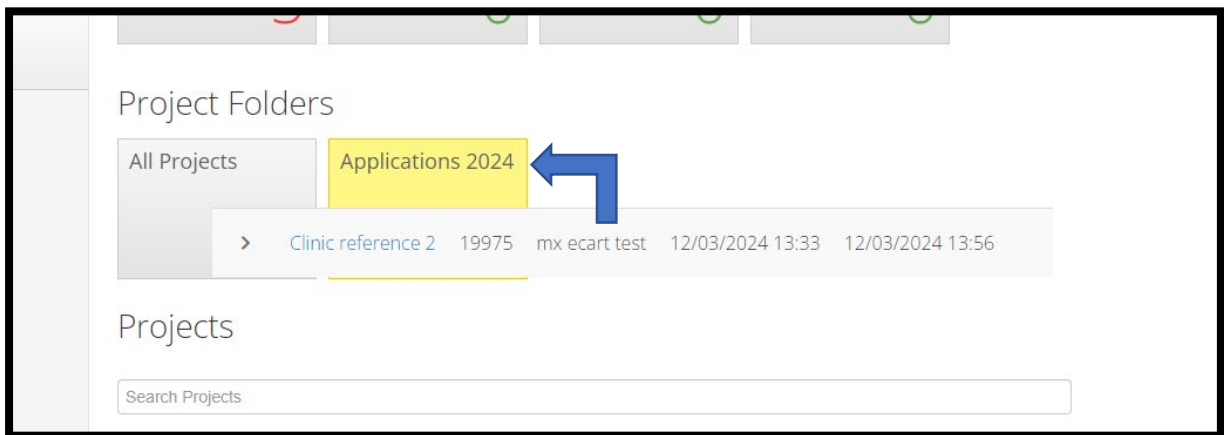 Project Folders
All Projects
Applications 2024
Clinic reference 2 19975 mx ecart test 12/03/2024 13:33 12/03/2024 13:56
Projects
Search Projects